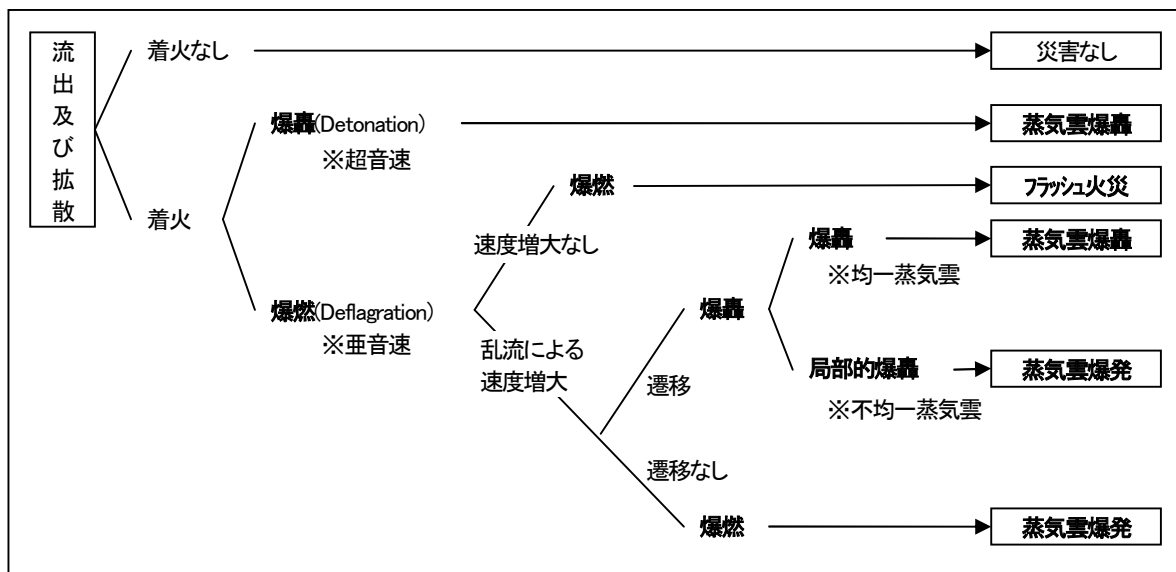 流出及び拡散
着火なし
災害なし
爆轟(Detonation)
※超音速
蒸気雲爆轟
爆燃
フラッシュ火災
着火
速度増大なし
爆轟
蒸気雲爆轟
※均一蒸気雲
爆燃(Deflagration)
※亜音速
爆轟
乱流による
速度増大
遷移
局部的爆轟
蒸気雲爆発
※不均一蒸気雲
遷移なし
爆燃
蒸気雲爆発